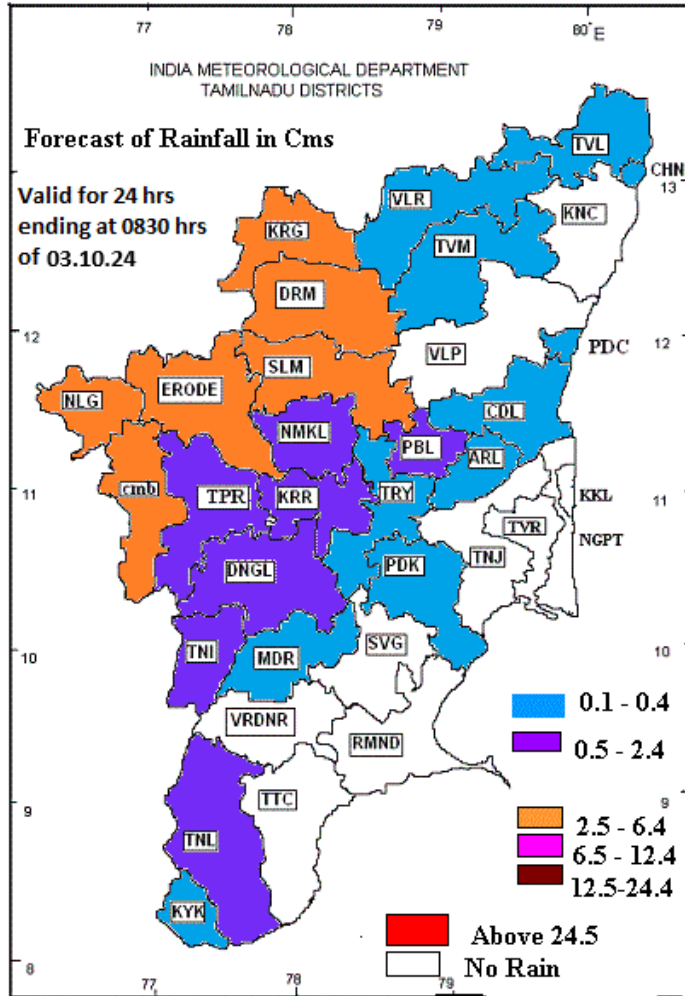 77 78 79 80° E
INDIA METEOROLOGICAL DEPARTMENT
TAMILNADU DISTRICTS
Forecast of Rainfall in Cms
Valid for 24 hrs
ending at 0830 hrs
of 03.10.24
TVL
CHN
13
VLR
KNC
KRG
TVM
DRM
12
12
VLP
PDC
SLM
ERODE
NLG
CDL
NMKL
PBL
ARL
cmb
TPR
KRR
TRY
11
KKL
11
TVR
NGPT
TNJ
DNGL
PDK
SVG
TNI
MDR
10
10
VRDNR
RMND
0.1 - 0.4
0.5 - 2.4
TTC
9
9
TNL
2.5 - 6.4
6.5 - 12.4
12.5-24.4
KYK
Above 24.5
No Rain
8
77 78 79